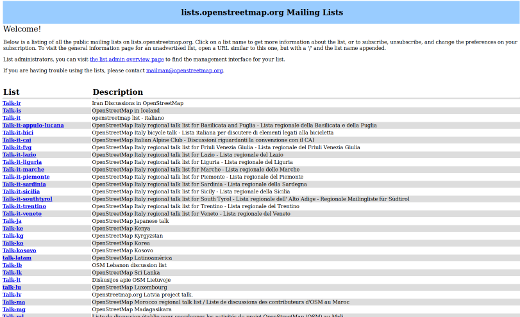 lists.openstreetmap.org Mailing Lists
Welcome!
Below is a listing of all the public mailing lists on lists.openstreetmap.org. Click on a list name to get more information about the list, or to subscribe, unsubscribe, and change the preferences on your
subscription. To visit the general information page for an unadvertised list, open a URL similar to this one, but with a '/' and the list name appended.
List administrators, you can visit the list admin overview page to find the management interface for your list.
If you are having trouble using the lists, please contact mailman@openstreetmap.org.
List Description
Talk-ir Iran Discussions in OpenStreetMap
Talk-is OpenStreetMap in Iceland
Talk-it openstreetmap list - italiano
Talk-it-appulo-lucana OpenStreetMap Italy regional talk list for Basilicata and Puglia - Lista regionale della Basilicata e della Puglia
Talk-it-bici OpenStreetMap Italy bicycle talk - Lista italiana per discutere di elementi legati alla bicicletta
Talk-it-cai OpenStreetMap Italian Alpine Club - Discussioni riguardanti la convenzione con il CAI
Talk-it-fvg OpenStreetMap Italy regional talk list for Friuli Venezia Giulia - Lista regionale del Friuli Venezia Giulia
Talk-it-lazio OpenStreetMap Italy regional talk list for Lazio - Lista regionale del Lazio
Talk-it-liguria OpenStreetMap Italy regional talk list for Liguria - Lista regionale del Liguria
Talk-it-marche OpenStreetMap Italy regional talk list for Marche - Lista regionale delle Marche
Talk-it-piemonte OpenStreetMap Italy regional talk list for Piemonte - Lista regionale del Piemonte
Talk-it-sardinia OpenStreetMap Italy regional talk list for Sardinia - Lista regionale della Sardegna
Talk-it-sicilia OpenStreetMap Italy regional talk list for Sicily - Lista regionale della Sicilia
Talk-it-southtyrol OpenStreetMap Italy regional talk list for South Tyrol - Lista regionale dell' Alto Adige - Regionale Mailingliste für Südtirol
Talk-it-trentino OpenStreetMap Italy regional talk list for Trentino - Lista regionale del Trentino
Talk-it-veneto OpenStreetMap Italy regional talk list for Veneto - Lista regionale del Veneto
Talk-ja OpenStreetMap Japanese talk
Talk-ke OpenStreetMap Kenya
Talk-kg OpenStreetMap Kyrgyzstan
Talk-ko OpenStreetMap Korea
Talk-kosovo OpenStreetMap Kosovo
talk-latam OpenStreetMap Latinoamérica
Talk-lb OSM Lebanon discussion list
Talk-lk OpenStreetMap Sri Lanka
Talk-lt Diskusijos apie OSM Lietuvoje
talk-lu OpenStreetMap Luxembourg
Talk-lv Openstreetmap.org Latvia project talk.
Talk-ma OpenStreetMap Morocco regional talk list / Liste de discussions des contributeurs d'OSM au Maroc
Talk-mg OpenStreetMap Madagasikara